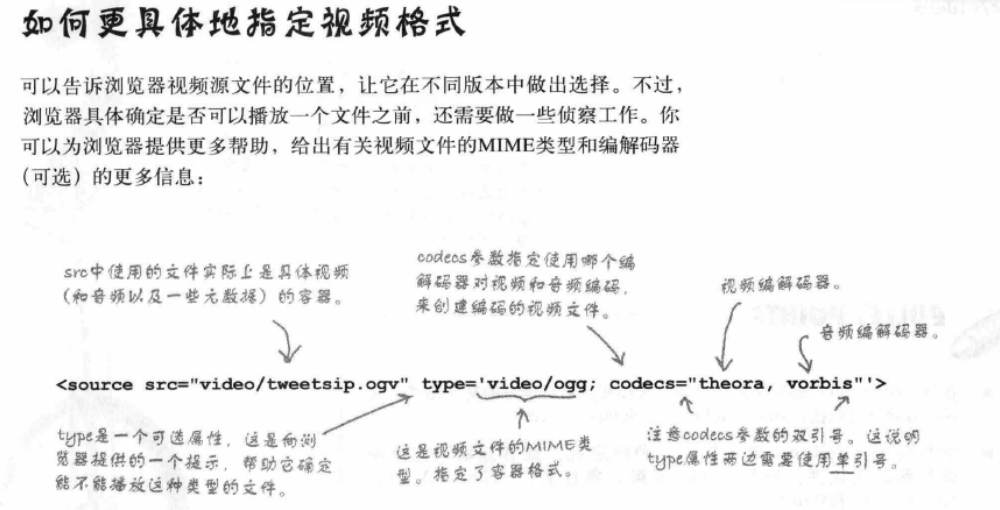 如何更具体地指定视频格式
可以告诉浏览器视频源文件的位置，让它在不同版本中做出选择。不过，
浏览器具体确定是否可以播放一个文件之前，还需要做一些侦察工作。你
可以为浏览器提供更多帮助，给出有关视频文件的MIME类型和编解码器
（可选）的更多信息：
src中使用的文件实际上是具体视频
（和音频以及一些元数据）的容器。
codecs参数指定使用哪个编
解码器对视频和音频编码，
来创建编码的视频文件。
视频编解码器。
音频编解码器。
<source src="video/tweetsip.ogv" type='video/ogg; codecs="theora, vorbis"'>
type是一个可选属性，这是向浏
览器提供的一个提示，帮助它确定
能不能播放这种类型的文件。
这是视频文件的MIME类
型。指定了容器格式。
注意codecs参数的双引号。这说明
type属性两边需要使用单引号。